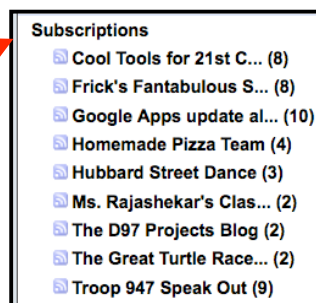 Subscriptions
Cool Tools for 21st C... (8)
Frick's Fantabulous S... (8)
Google Apps update al... (10)
Homemade Pizza Team (4)
Hubbard Street Dance (3)
Ms. Rajashekar's Clas... (2)
The D97 Projects Blog (2)
The Great Turtle Race... (2)
Troop 947 Speak Out (9)